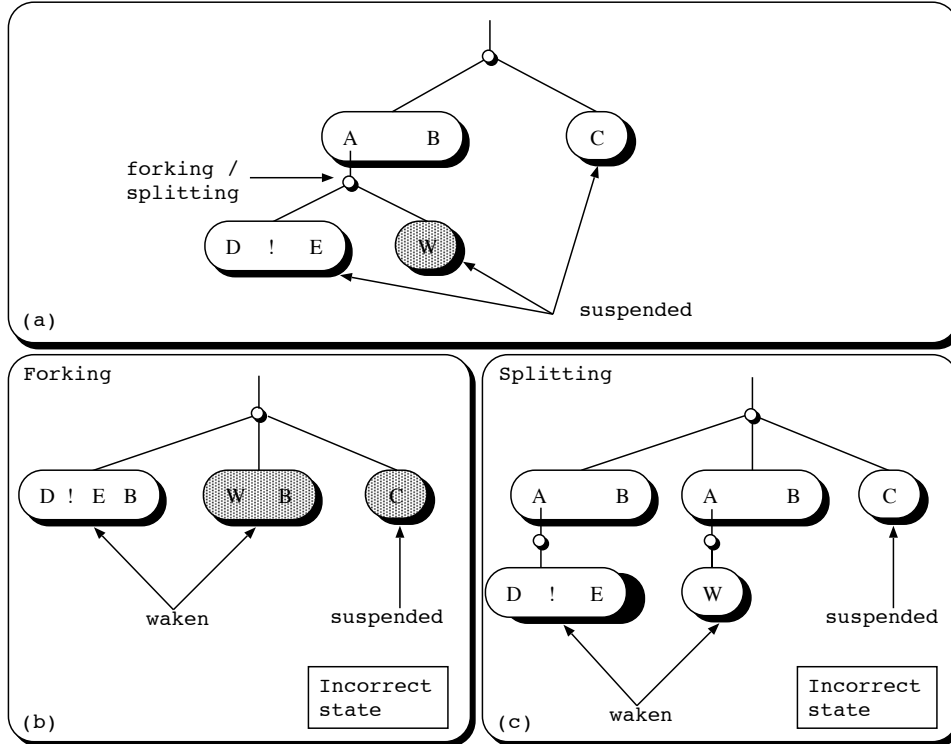 A B
C
forking /
splitting
D ! E
W
suspended
(a)
Forking
D ! E B
W B
C
waken
suspended
Incorrect
state
(b)
Splitting
A B
A B
C
D ! E
W
suspended
waken
Incorrect
state
(c)